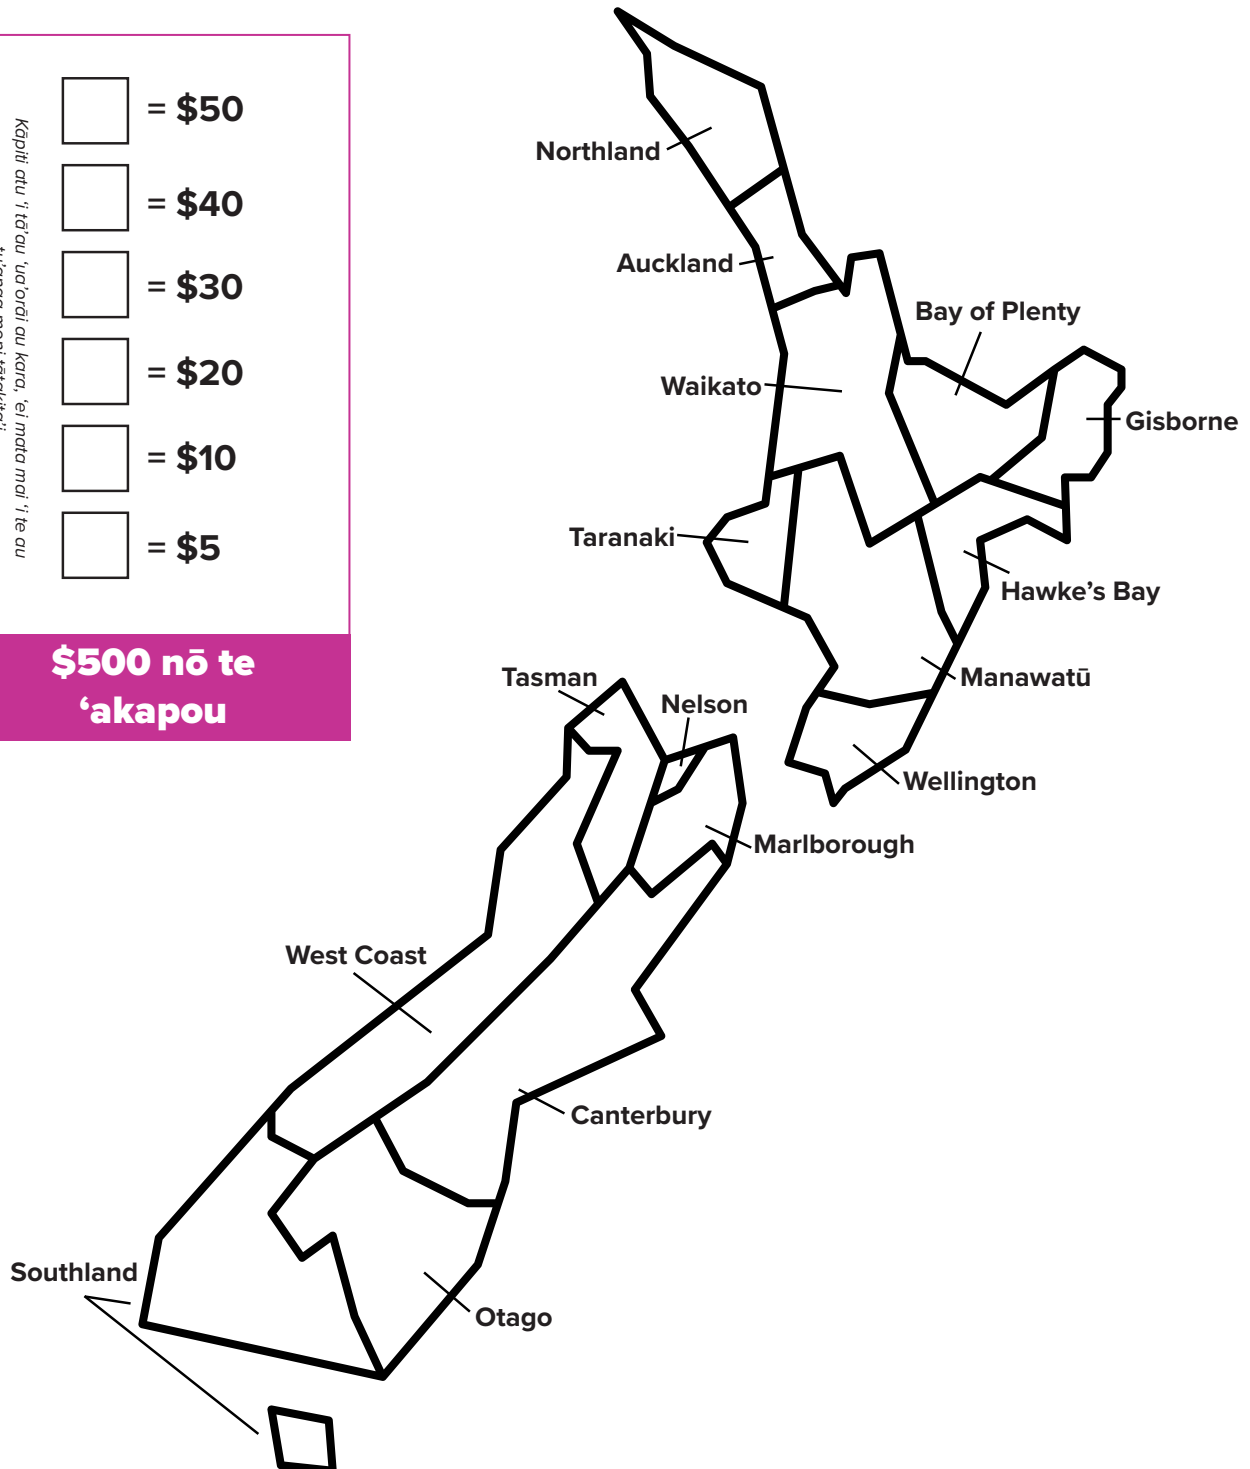 = $50
= $40
= $30
= $20
= $10
= $5
Kāpiti atu ‘i tā’au ‘ua’orāi au kara, ‘ei mata mai ‘i te au
$500 nō te
‘akapou
Northland
Auckland
Bay of Plenty
Waikato
Gisborne
Taranaki
Hawke’s Bay
Manawatū
Tasman
Nelson
Wellington
Marlborough
West Coast
Canterbury
Southland
Otago